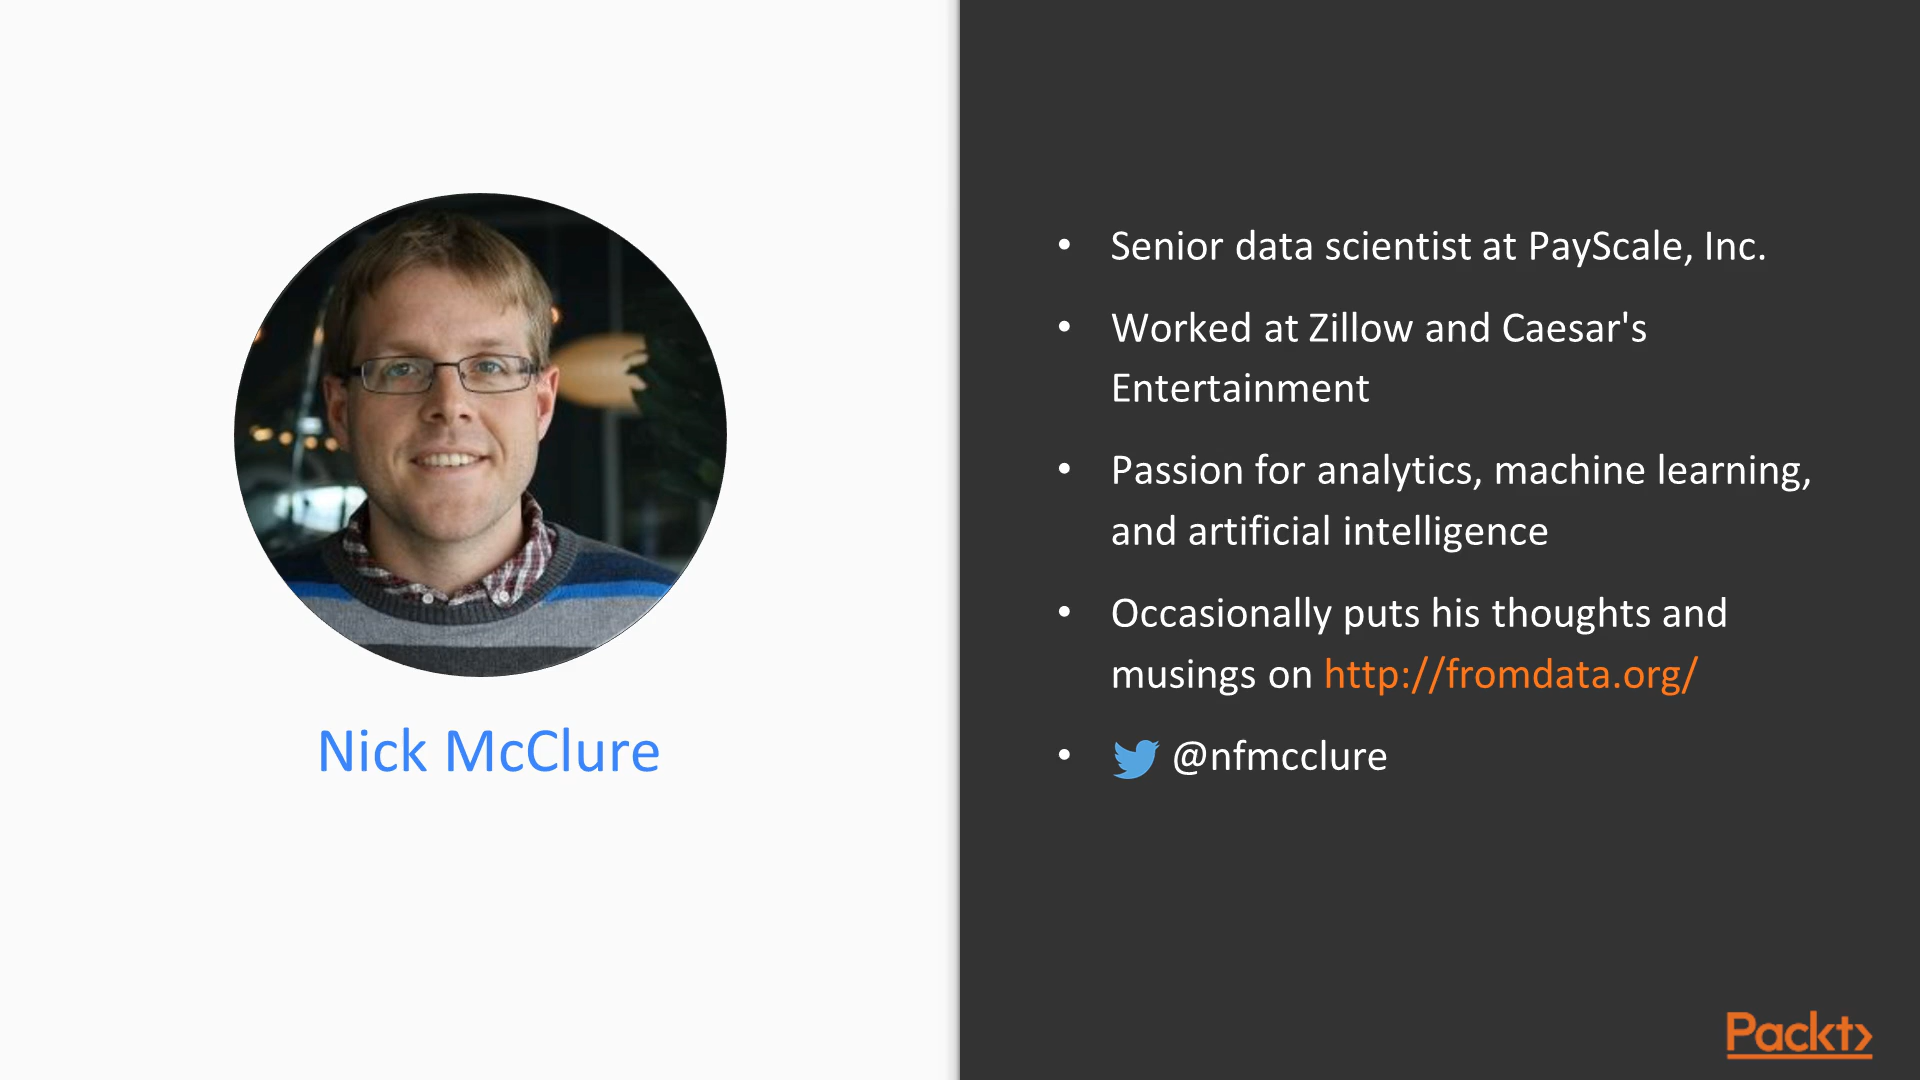 Nick McClure
• Senior data scientist at PayScale, Inc.
• Worked at Zillow and Caesar's
Entertainment
• Passion for analytics, machine learning,
and artificial intelligence
• Occasionally puts his thoughts and
musings on http://fromdata.org/
• @nfmcclure
Packt>